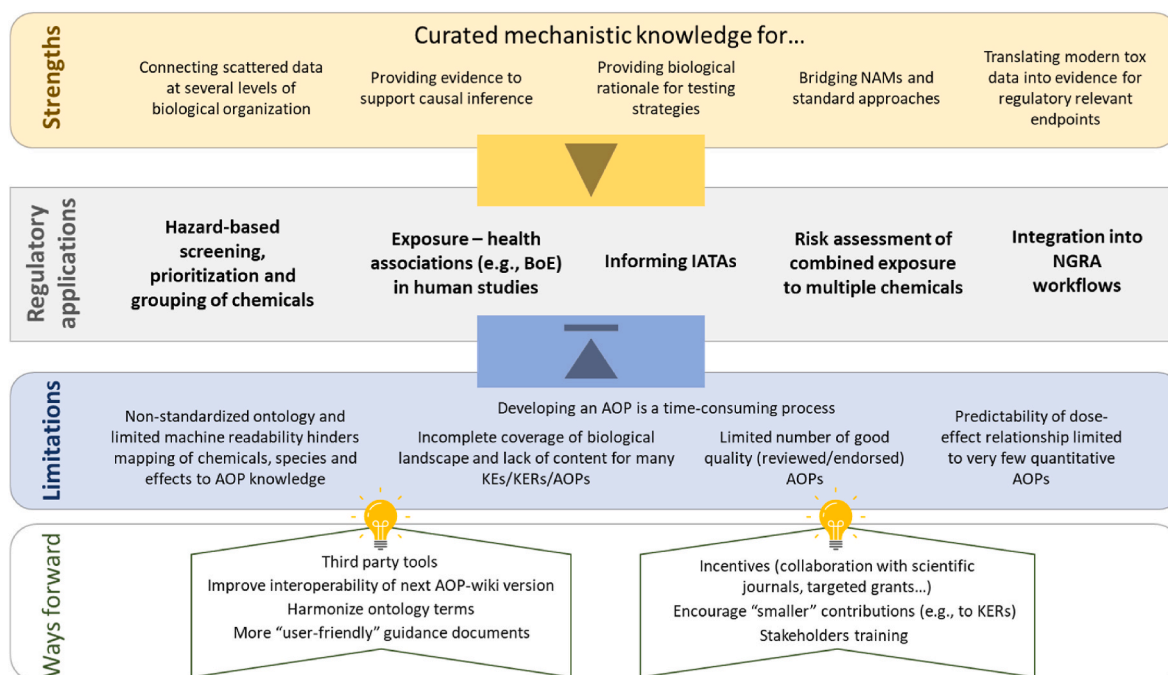 Strengths
Curated mechanistic knowledge for...
Connecting scattered data
at several levels of
biological organization
Providing evidence to
support causal inference
Providing biological
rationale for testing
strategies
Bridging NAMs and
standard approaches
Translating modern tox
data into evidence for
regulatory relevant
endpoints
Regulatory
applications
Hazard-based
screening,
prioritization and
grouping of chemicals
Exposure – health
associations (e.g., BoE)
in human studies
Informing IATAs
Risk assessment of
combined exposure
to multiple chemicals
Integration into
NGRA
workflows
Limitations
Non-standardized ontology and
limited machine readability hinders
mapping of chemicals, species and
effects to AOP knowledge
Developing an AOP is a time-consuming process
Incomplete coverage of biological
landscape and lack of content for many
KEs/KERs/AOPs
Limited number of good
quality (reviewed/endorsed)
AOPs
Predictability of dose-
effect relationship limited
to very few quantitative
AOPs
Ways forward
Third party tools
Improve interoperability of next AOP-wiki version
Harmonize ontology terms
More “user-friendly” guidance documents
Incentives (collaboration with scientific
journals, targeted grants...)
Encourage “smaller” contributions (e.g., to KERs)
Stakeholders training